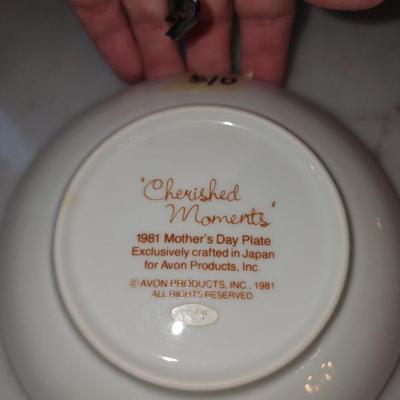 "Cherished
Moments"
1981 Mother's Day Plate
Exclusively crafted in Japan
for Avon Products, Inc.
© AVON PRODUCTS, INC., 1981
ALL RIGHTS RESERVED